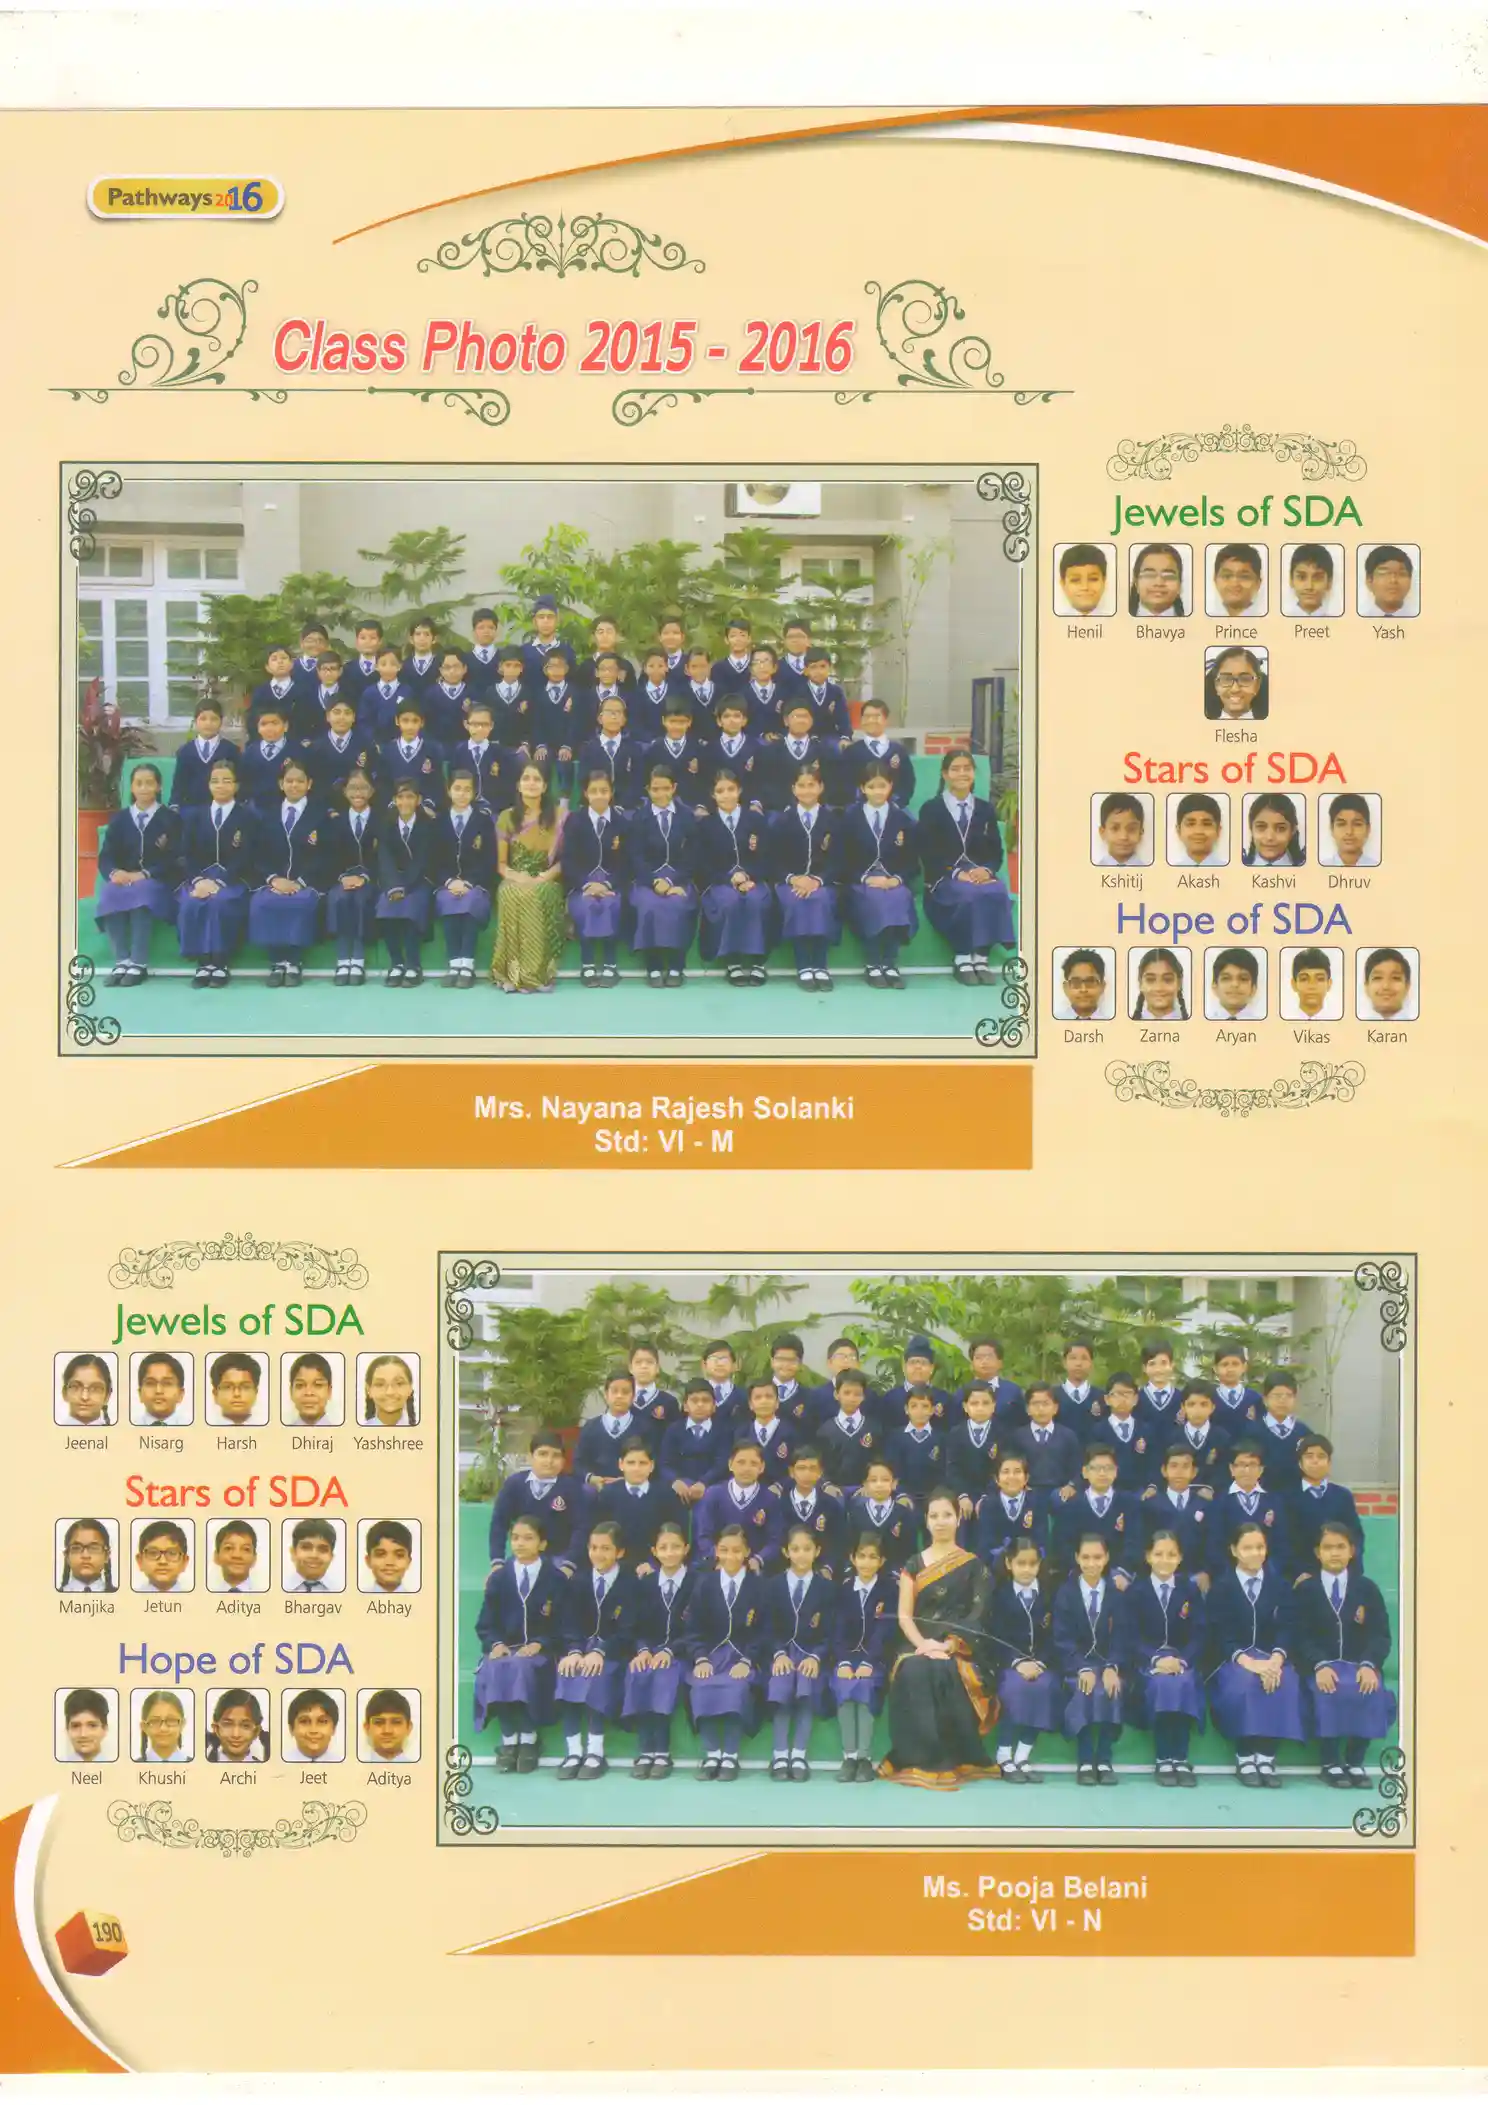 Pathways 2016
Class Photo 2015 - 2016
Jewels of SDA
Henil Bhavya Prince Preet Yash
Flesha
Stars of SDA
Kshitij Akash Kashvi Dhruv
Hope of SDA
Darsh Zarna Aryan Vikas Karan
Mrs. Nayana Rajesh Solanki
Std: VI - M
Jewels of SDA
Jeenal Nisarg Harsh Dhiraj Yashshree
Stars of SDA
Manjika Jetun Aditya Bhargav Abhay
Hope of SDA
Neel Khushi Archi Jeet Aditya
Ms. Pooja Belani
Std: VI - N
190